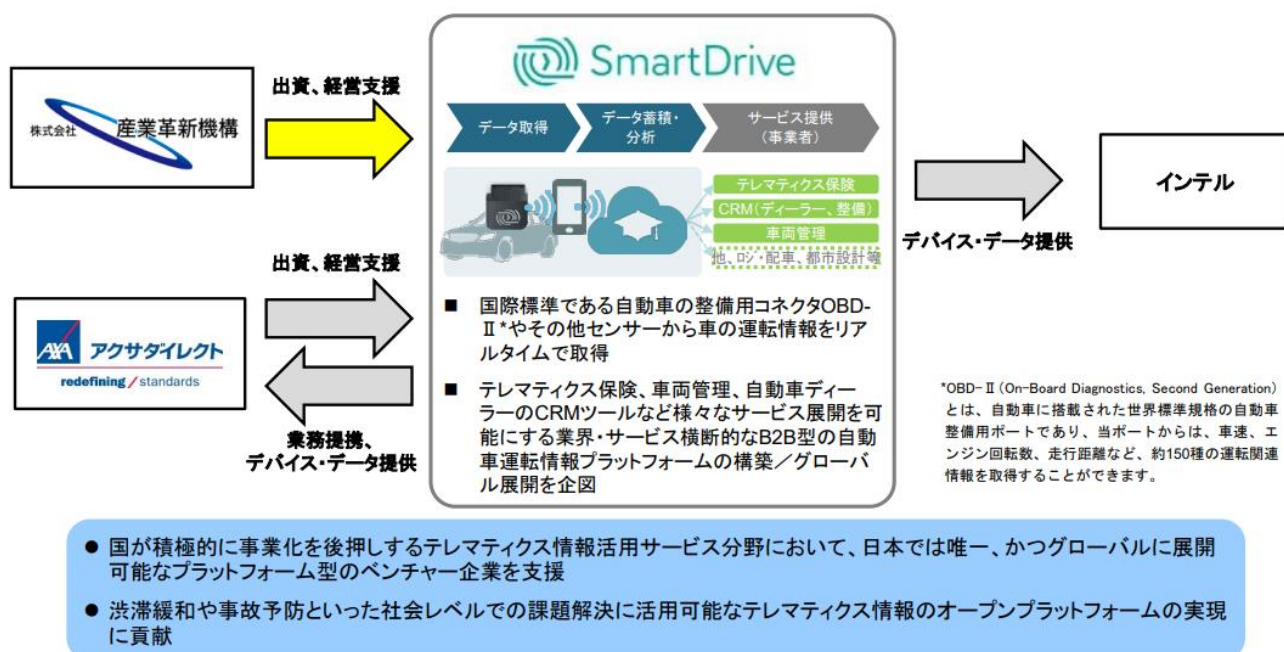 SmartDrive
株式会社 産業革新機構
出資、経営支援
データ取得
データ蓄積・
分析
サービス提供
（事業者）
テレマティクス保険
CRM（ディーラー、整備）
車両管理
他、ロジ・配車、都市設計等
デバイス・データ提供
インテル
出資、経営支援
AXA アクサダイレクト
redefining / standards
業務提携、
デバイス・データ提供
■ 国際標準である自動車の整備用コネクタOBD-
Ⅱ*やその他センサーから車の運転情報をリア
ルタイムで取得
■ テレマティクス保険、車両管理、自動車ディー
ラーのCRMツールなど様々なサービス展開を可
能にする業界・サービス横断的なB2B型の自動
車運転情報プラットフォームの構築／グローバ
ル展開を企図
*OBD-Ⅱ（On-Board Diagnostics, Second Generation）
とは、自動車に搭載された世界標準規格の自動車
整備用ポートであり、当ポートからは、車速、エ
ンジン回転数、走行距離など、約150種の運転関連
情報を取得することができます。
● 国が積極的に事業化を後押しするテレマティクス情報活用サービス分野において、日本では唯一、かつグローバルに展開
可能なプラットフォーム型のベンチャー企業を支援
● 渋滞緩和や事故予防といった社会レベルでの課題解決に活用可能なテレマティクス情報のオープンプラットフォームの実現
に貢献